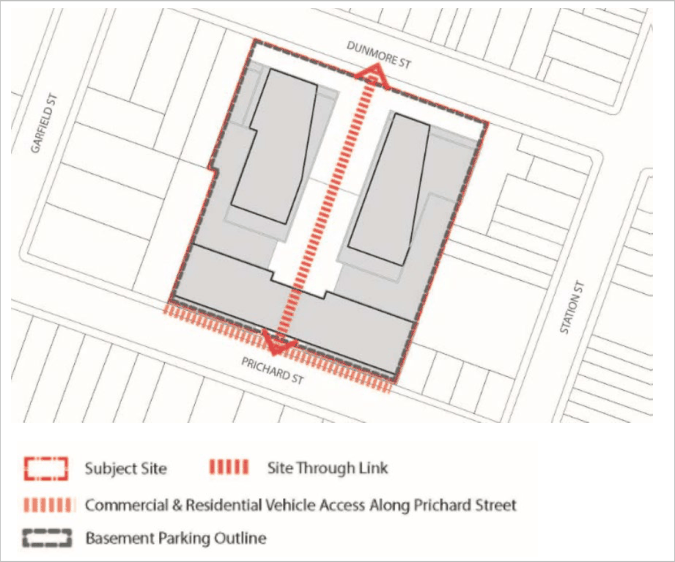 DUNMORE ST
GARFIELD ST
STATION ST
PRICHARD ST
Subject Site
Site Through Link
Commercial & Residential Vehicle Access Along Prichard Street
Basement Parking Outline